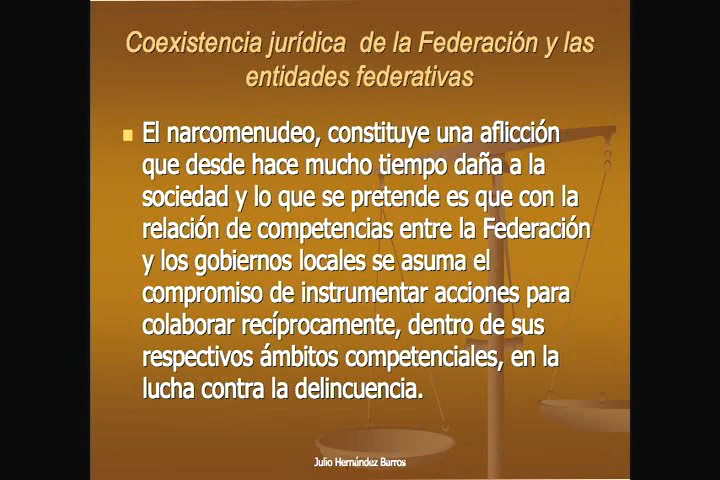 Coexistencia jurídica de la Federación y las
entidades federativas
El narcomenudeo, constituye una aflicción
que desde hace mucho tiempo daña a la
sociedad y lo que se pretende es que con la
relación de competencias entre la Federación
y los gobiernos locales se asuma el
compromiso de instrumentar acciones para
colaborar recíprocamente, dentro de sus
respectivos ámbitos competenciales, en la
lucha contra la delincuencia.
Julio Hernández Barros